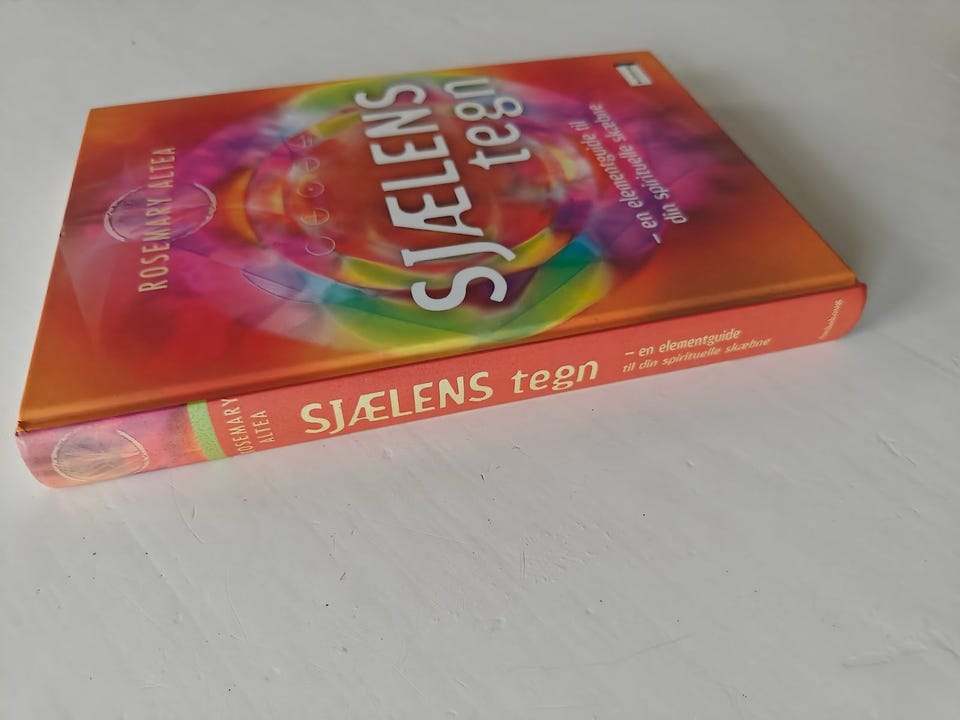 ROSEMARY ALTEA
SJÆLENS
tegn
– en elementguide til
din spirituelle skæbne
ROSEMARY
ALTEA
SJÆLENS tegn
– en elementguide
til din spirituelle skæbne